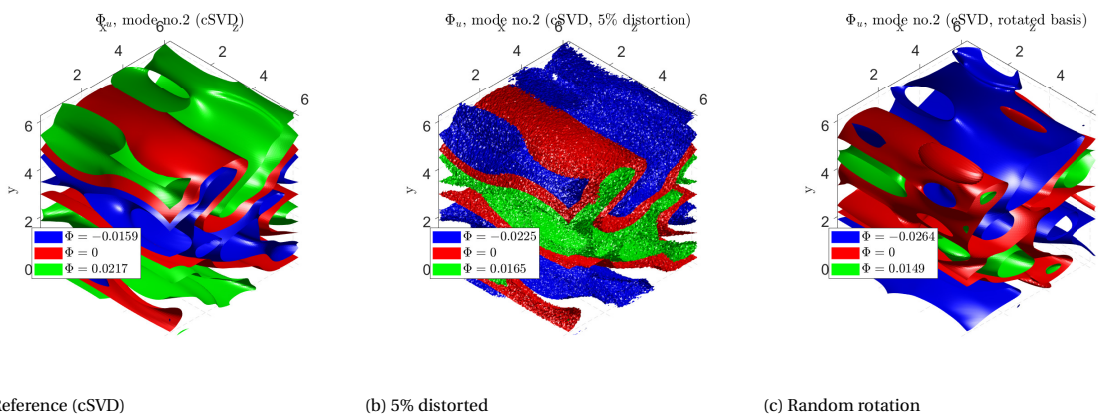 Φ_u, mode no.2 (cSVD)
x 6 z
4 2
2 4
6
6
4
y
2
0
Φ = −0.0159
Φ = 0
Φ = 0.0217
Reference (cSVD)
Φ_u, mode no.2 (cSVD, 5% distortion)
x 6 z
4 2
2 4
6
6
4
y
2
0
Φ = −0.0225
Φ = 0
Φ = 0.0165
(b) 5% distorted
Φ_u, mode no.2 (cSVD, rotated basis)
x 6 z
4 2
2 4
6
4
y
2
0
Φ = −0.0264
Φ = 0
Φ = 0.0149
(c) Random rotation